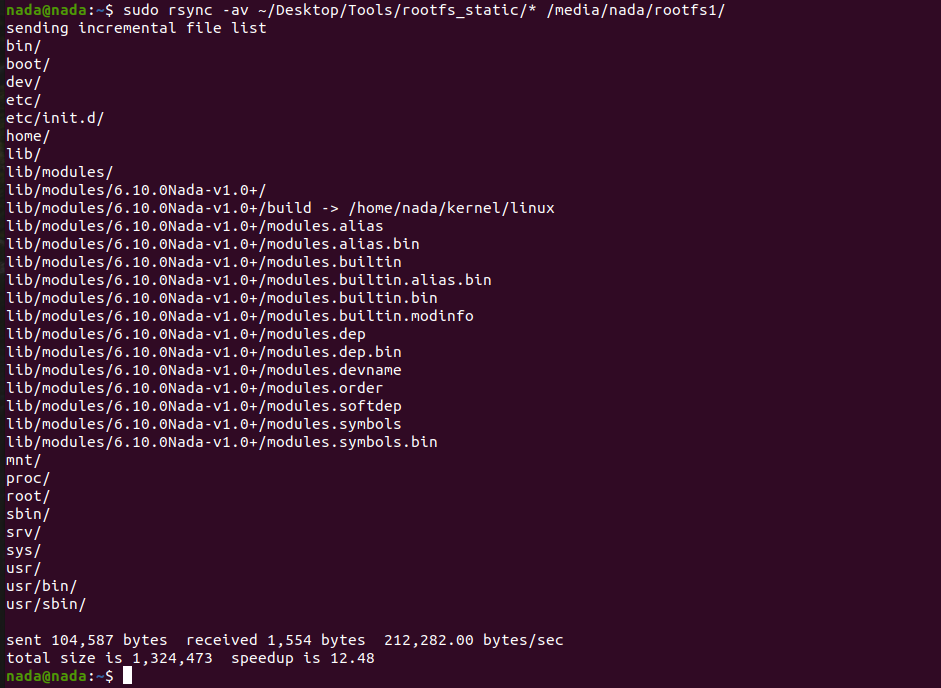 nada@nada:~$ sudo rsync -av ~/Desktop/Tools/rootfs_static/* /media/nada/rootfs1/
sending incremental file list
bin/
boot/
dev/
etc/
etc/init.d/
home/
lib/
lib/modules/
lib/modules/6.10.0Nada-v1.0+/
lib/modules/6.10.0Nada-v1.0+/build -> /home/nada/kernel/linux
lib/modules/6.10.0Nada-v1.0+/modules.alias
lib/modules/6.10.0Nada-v1.0+/modules.alias.bin
lib/modules/6.10.0Nada-v1.0+/modules.builtin
lib/modules/6.10.0Nada-v1.0+/modules.builtin.alias.bin
lib/modules/6.10.0Nada-v1.0+/modules.builtin.bin
lib/modules/6.10.0Nada-v1.0+/modules.builtin.modinfo
lib/modules/6.10.0Nada-v1.0+/modules.dep
lib/modules/6.10.0Nada-v1.0+/modules.dep.bin
lib/modules/6.10.0Nada-v1.0+/modules.devname
lib/modules/6.10.0Nada-v1.0+/modules.order
lib/modules/6.10.0Nada-v1.0+/modules.softdep
lib/modules/6.10.0Nada-v1.0+/modules.symbols
lib/modules/6.10.0Nada-v1.0+/modules.symbols.bin
mnt/
proc/
root/
sbin/
srv/
sys/
usr/
usr/bin/
usr/sbin/
sent 104,587 bytes  received 1,554 bytes  212,282.00 bytes/sec
total size is 1,324,473  speedup is 12.48
nada@nada:~$